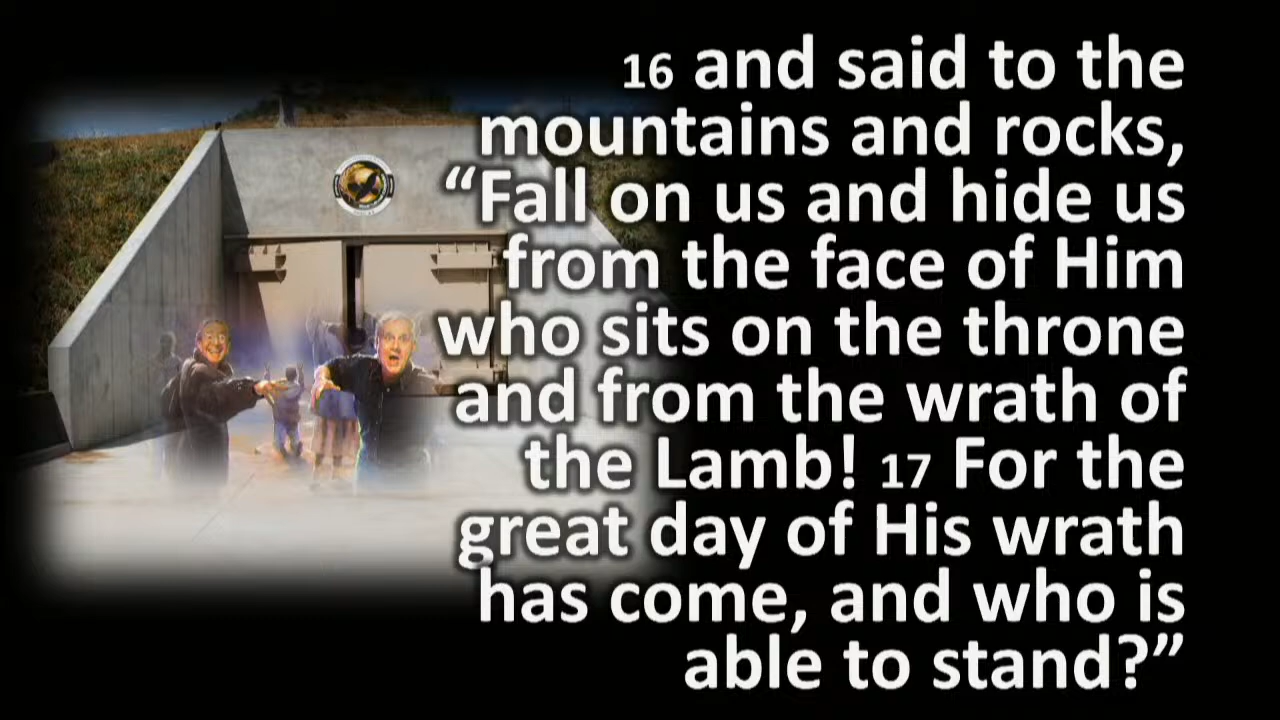 16 and said to the
mountains and rocks,
“Fall on us and hide us
from the face of Him
who sits on the throne
and from the wrath of
the Lamb! 17 For the
great day of His wrath
has come, and who is
able to stand?”